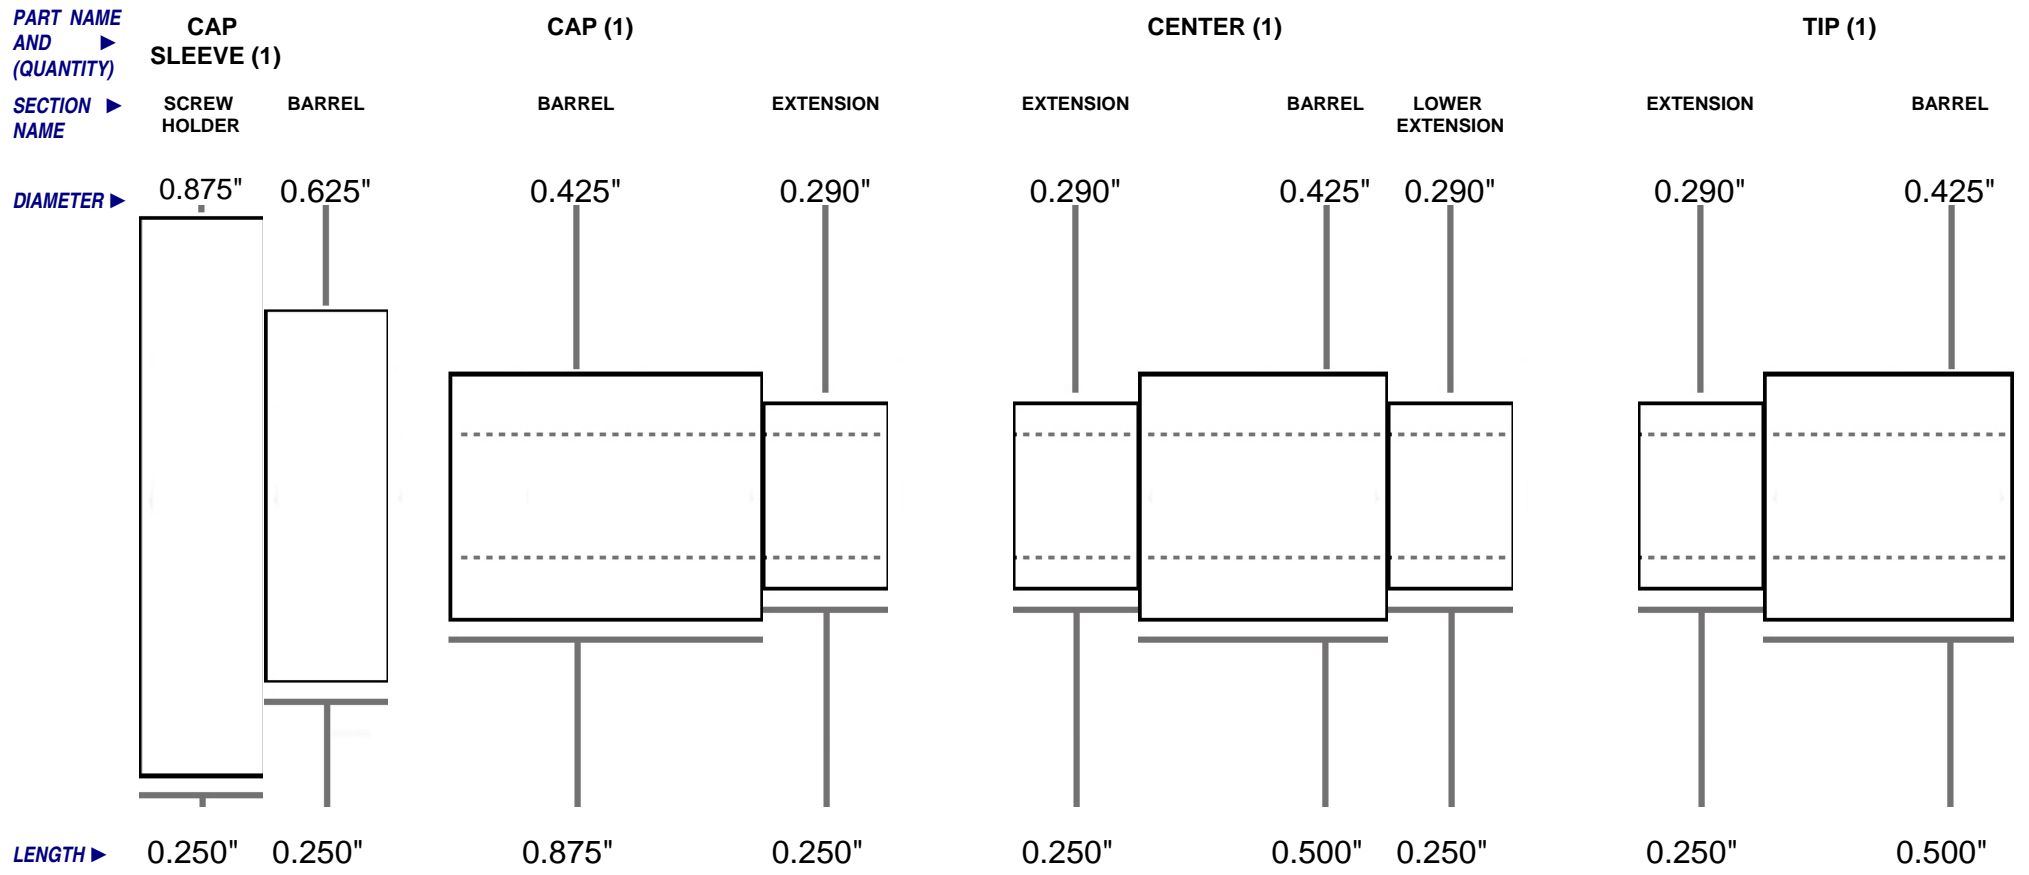 PART NAME
AND ►
(QUANTITY)
CAP
SLEEVE (1)
CAP (1)
CENTER (1)
TIP (1)
SECTION ►
NAME
SCREW
HOLDER
BARREL
BARREL
EXTENSION
EXTENSION
BARREL
LOWER
EXTENSION
EXTENSION
BARREL
DIAMETER ►
0.875"
0.625"
0.425"
0.290"
0.290"
0.425"
0.290"
0.290"
0.425"
LENGTH ►
0.250"
0.250"
0.875"
0.250"
0.250"
0.500"
0.250"
0.250"
0.500"